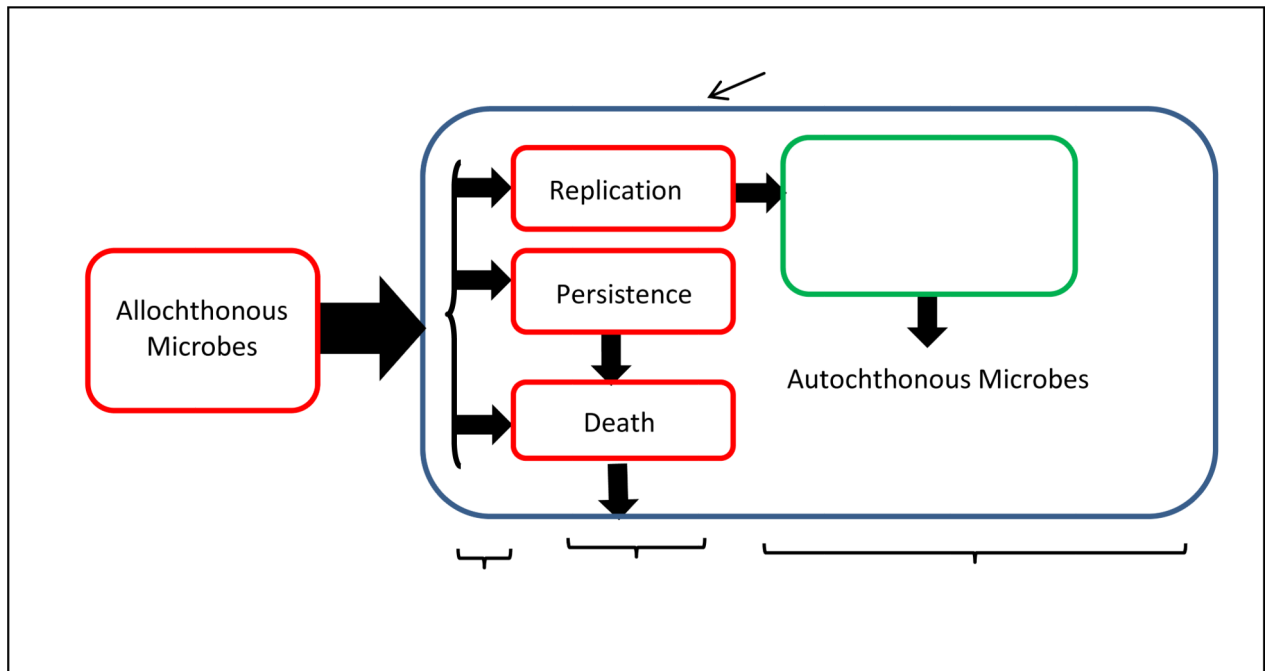 Allochthonous
Microbes
Replication
Persistence
Death
Autochthonous Microbes